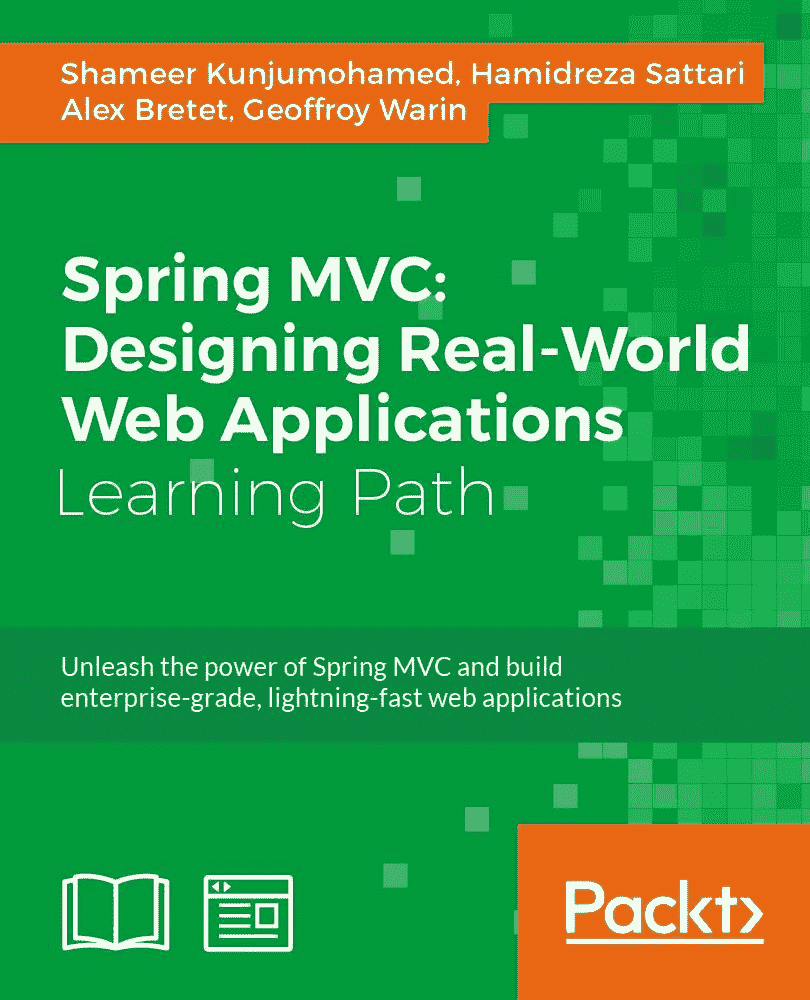 Shameer Kunjumohamed, Hamidreza Sattari
Alex Bretet, Geoffroy Warin
Spring MVC:
Designing Real-World
Web Applications
Learning Path
Unleash the power of Spring MVC and build
enterprise-grade, lightning-fast web applications
Packt>